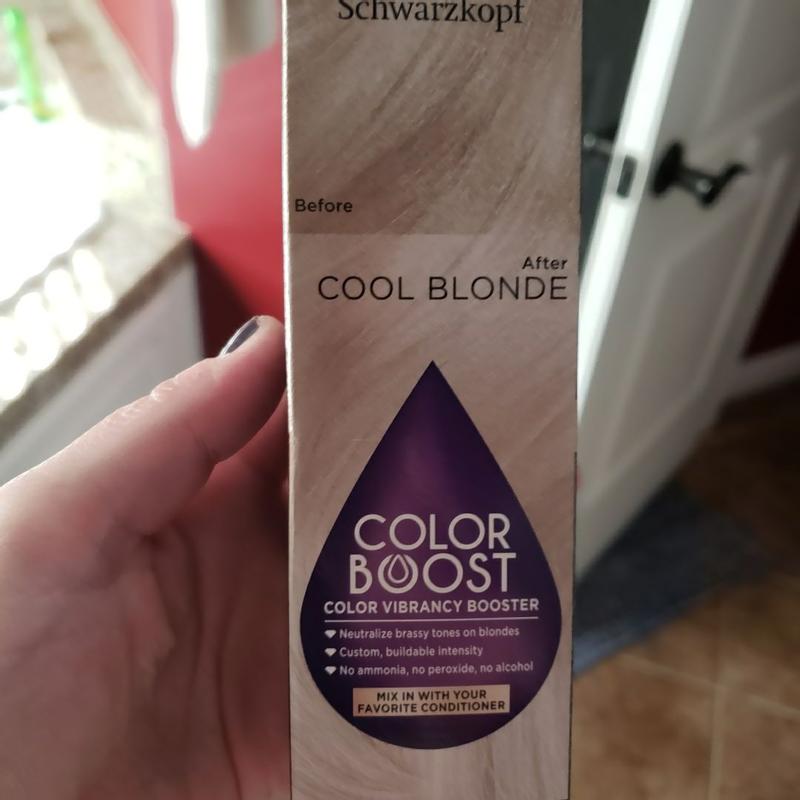 Schwarzkopf
Before
After
COOL BLONDE
COLOR
BOOST
COLOR VIBRANCY BOOSTER
Neutralize brassy tones on blondes
Custom, buildable intensity
No ammonia, no peroxide, no alcohol
MIX IN WITH YOUR
FAVORITE CONDITIONER